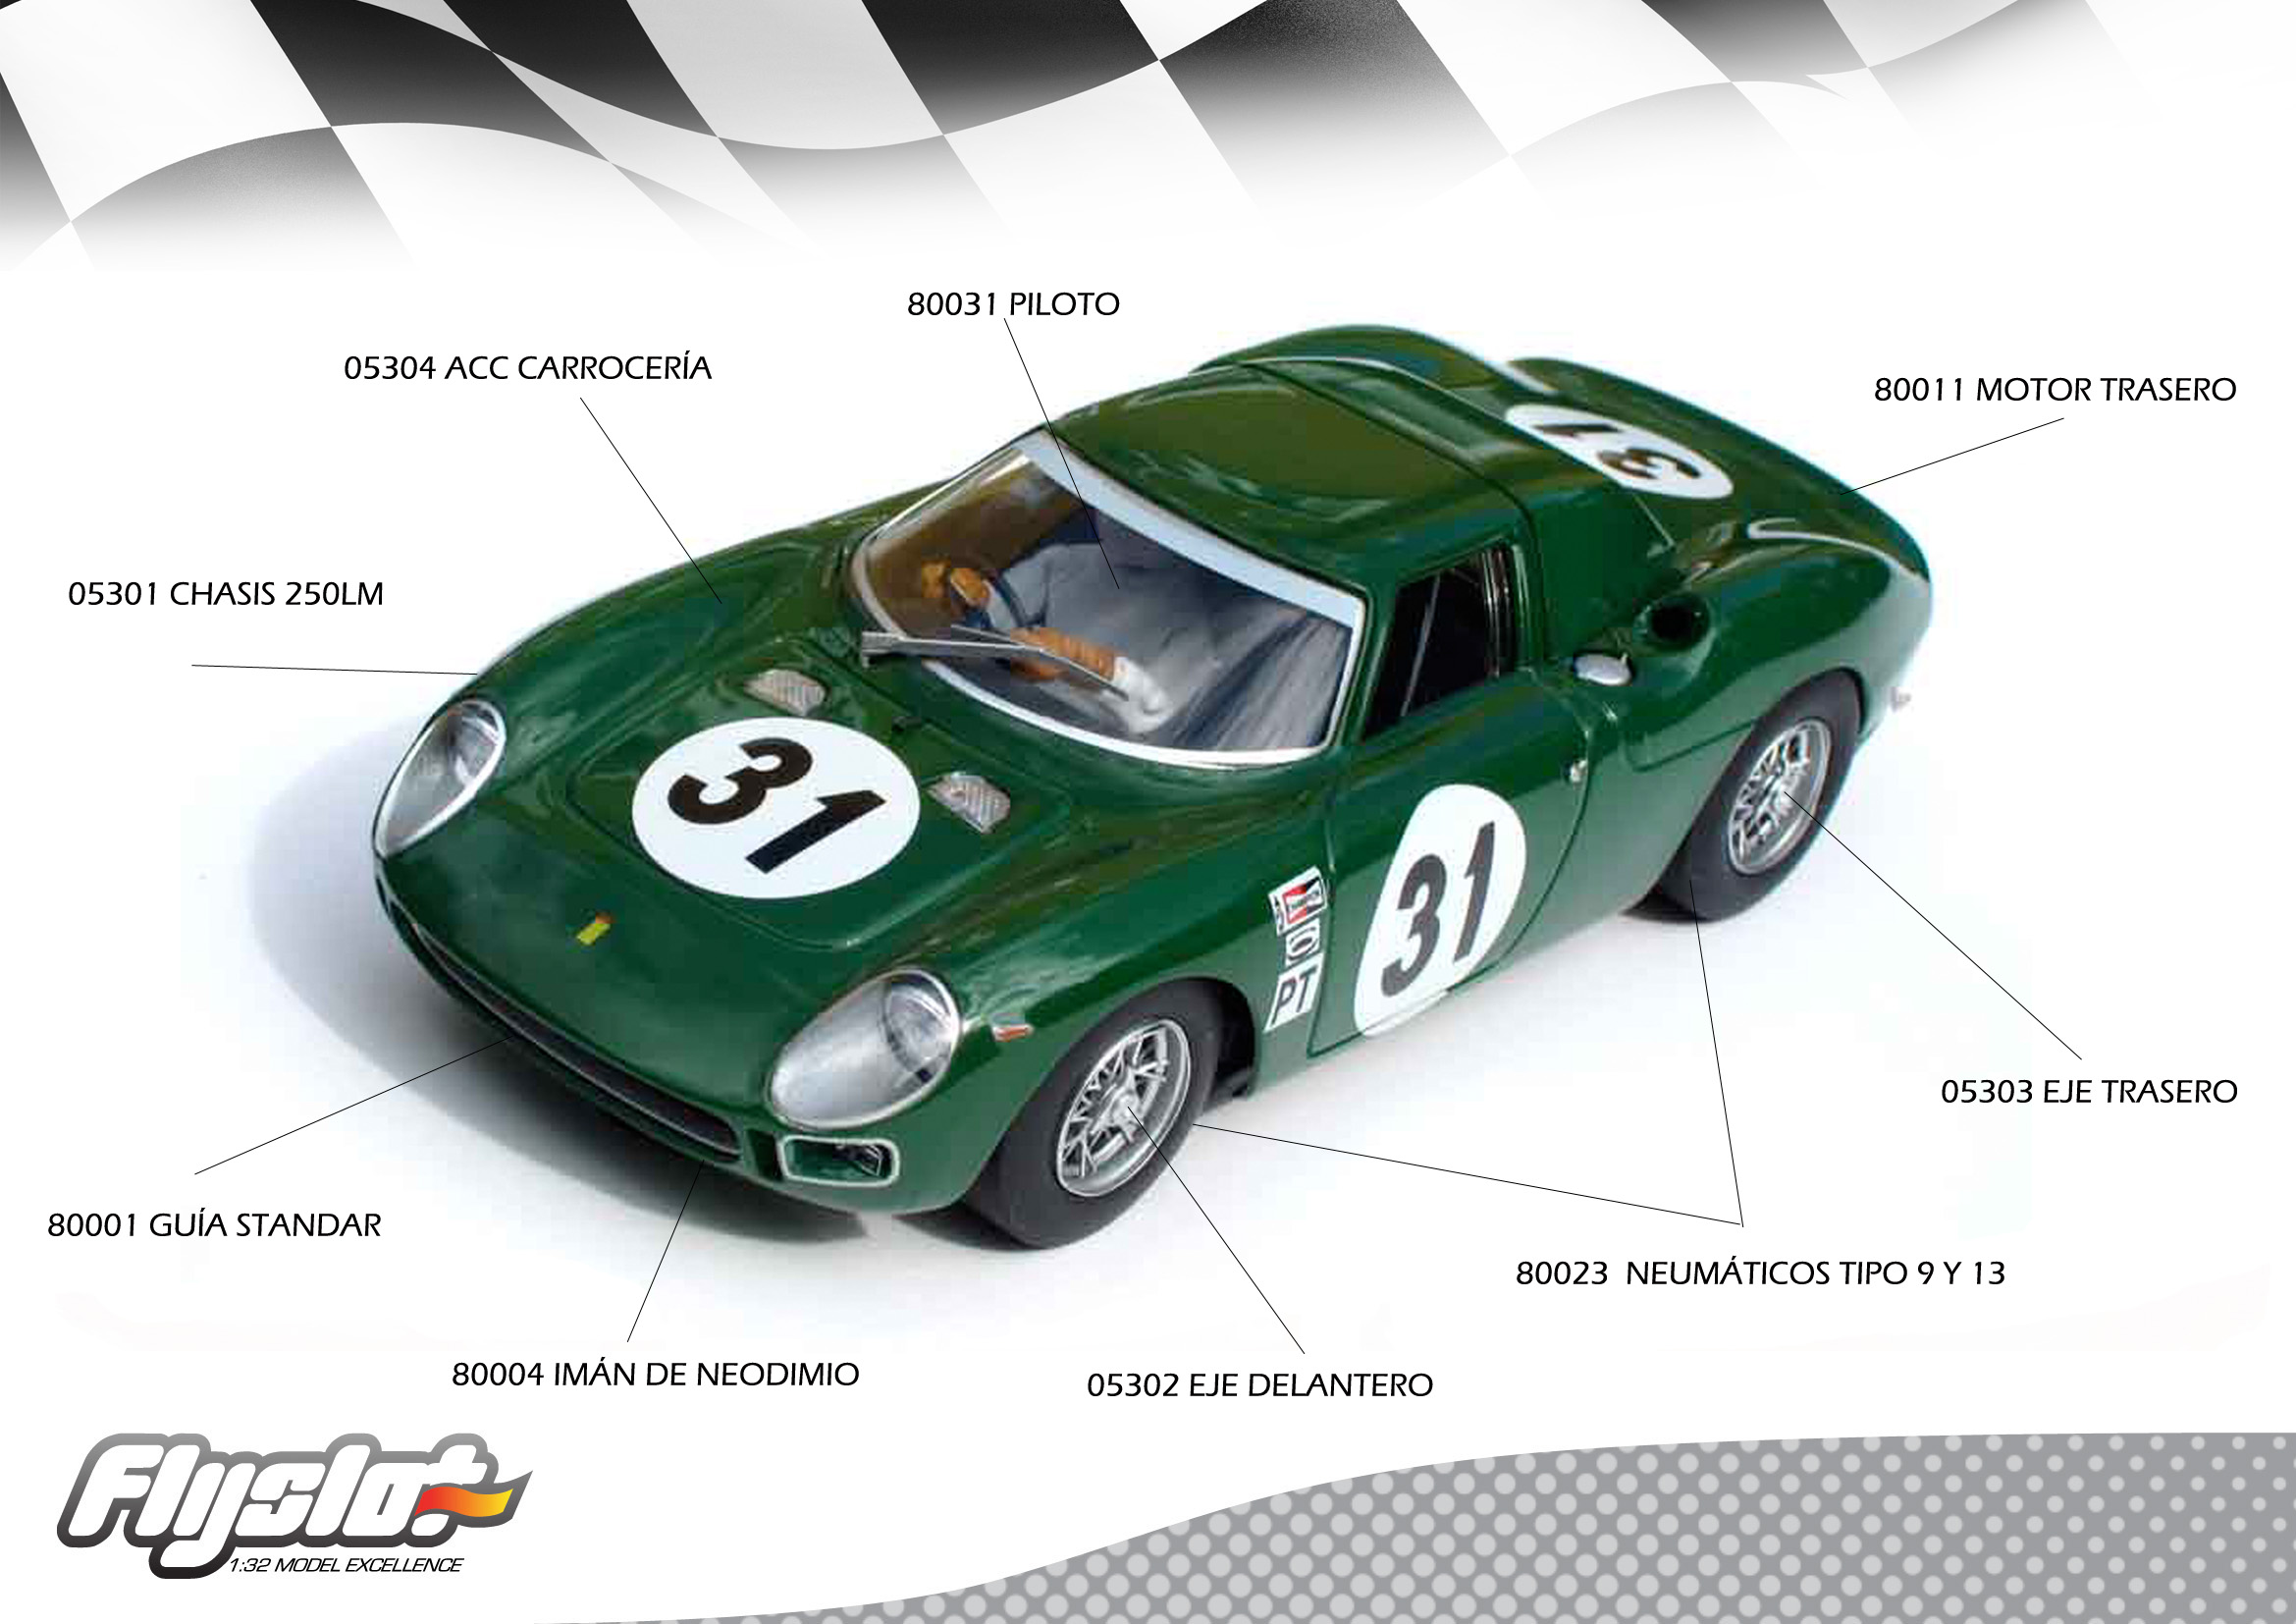 80031 PILOTO
05304 ACC CARROCERÍA
80011 MOTOR TRASERO
05301 CHASIS 250LM
31
31
31
PT
05303 EJE TRASERO
80001 GUÍA STANDAR
80023 NEUMÁTICOS TIPO 9 Y 13
80004 IMÁN DE NEODIMIO
05302 EJE DELANTERO
Flyslot
1:32 MODEL EXCELLENCE